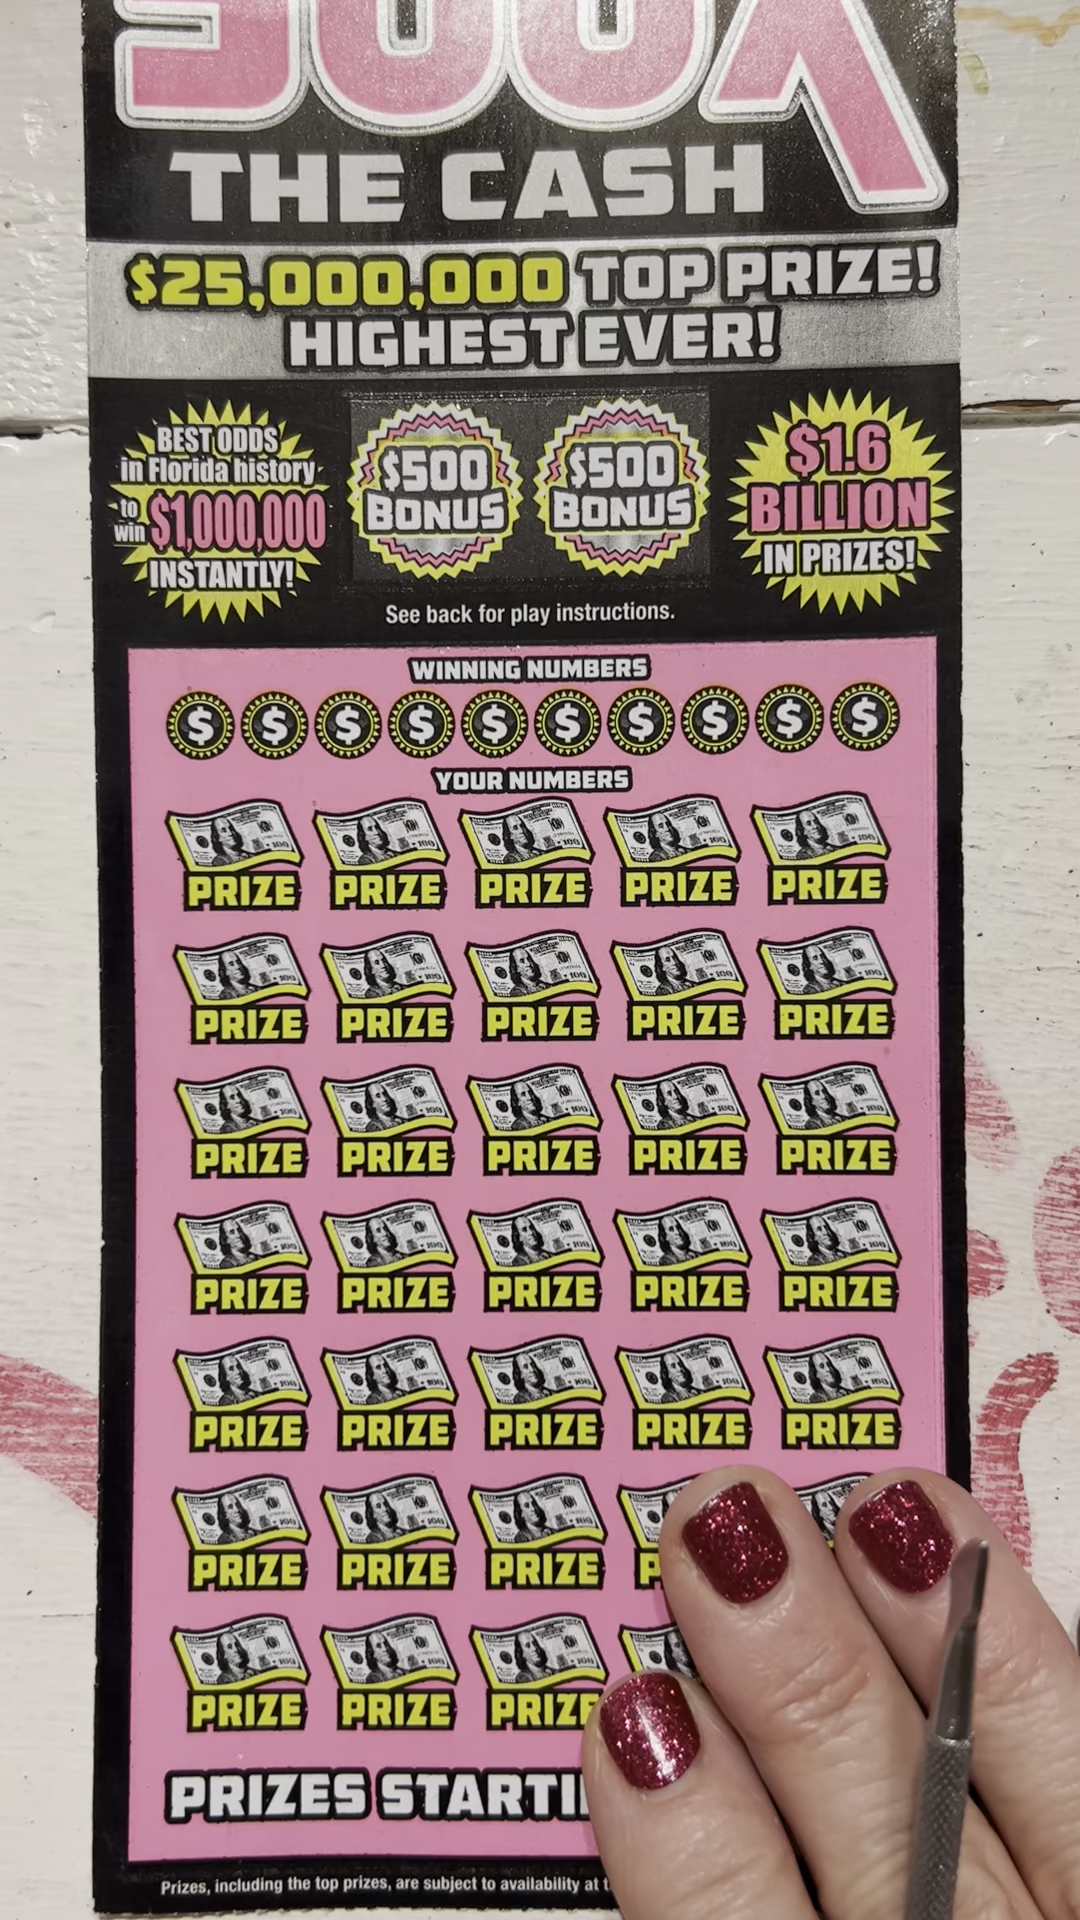 500X
THE CASH
$25,000,000 TOP PRIZE!
HIGHEST EVER!
BEST ODDS
in Florida history
to win $1,000,000
INSTANTLY!
$500
BONUS
$500
BONUS
$1.6
BILLION
IN PRIZES!
See back for play instructions.
WINNING NUMBERS
$ $ $ $ $ $ $ $ $ $
YOUR NUMBERS
PRIZE PRIZE PRIZE PRIZE PRIZE
PRIZE PRIZE PRIZE PRIZE PRIZE
PRIZE PRIZE PRIZE PRIZE PRIZE
PRIZE PRIZE PRIZE PRIZE PRIZE
PRIZE PRIZE PRIZE PRIZE PRIZE
PRIZE PRIZE PRIZE P
PRIZE PRIZE PRIZE
PRIZES STARTI
Prizes, including the top prizes, are subject to availability at t